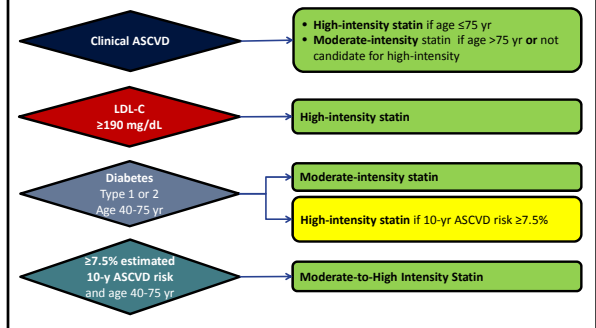 Clinical ASCVD
• High-intensity statin if age ≤75 yr
• Moderate-intensity statin if age >75 yr or not
candidate for high-intensity
LDL-C
≥190 mg/dL
High-intensity statin
Diabetes
Type 1 or 2
Age 40-75 yr
Moderate-intensity statin
High-intensity statin if 10-yr ASCVD risk ≥7.5%
≥7.5% estimated
10-y ASCVD risk
and age 40-75 yr
Moderate-to-High Intensity Statin